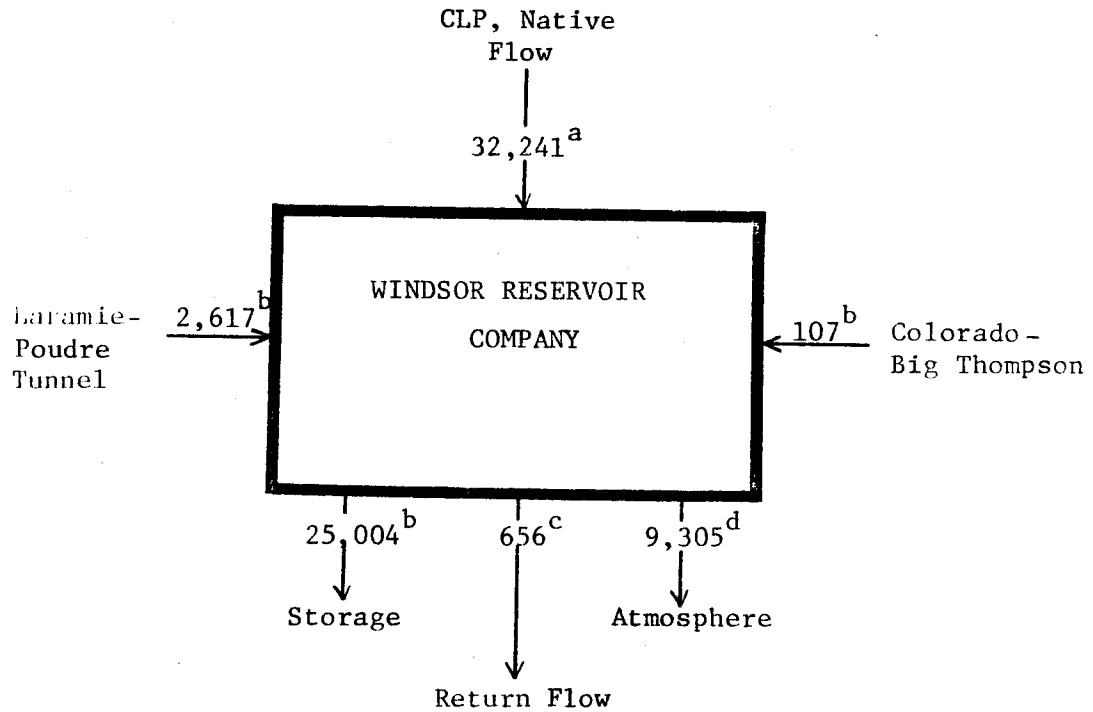 CLP, Native
Flow
32,241a
WINDSOR RESERVOIR
COMPANY
Laramie-
Poudre
Tunnel
2,617b
107b
Colorado-
Big Thompson
25,004b
656c
9,305d
Storage
Atmosphere
Return Flow